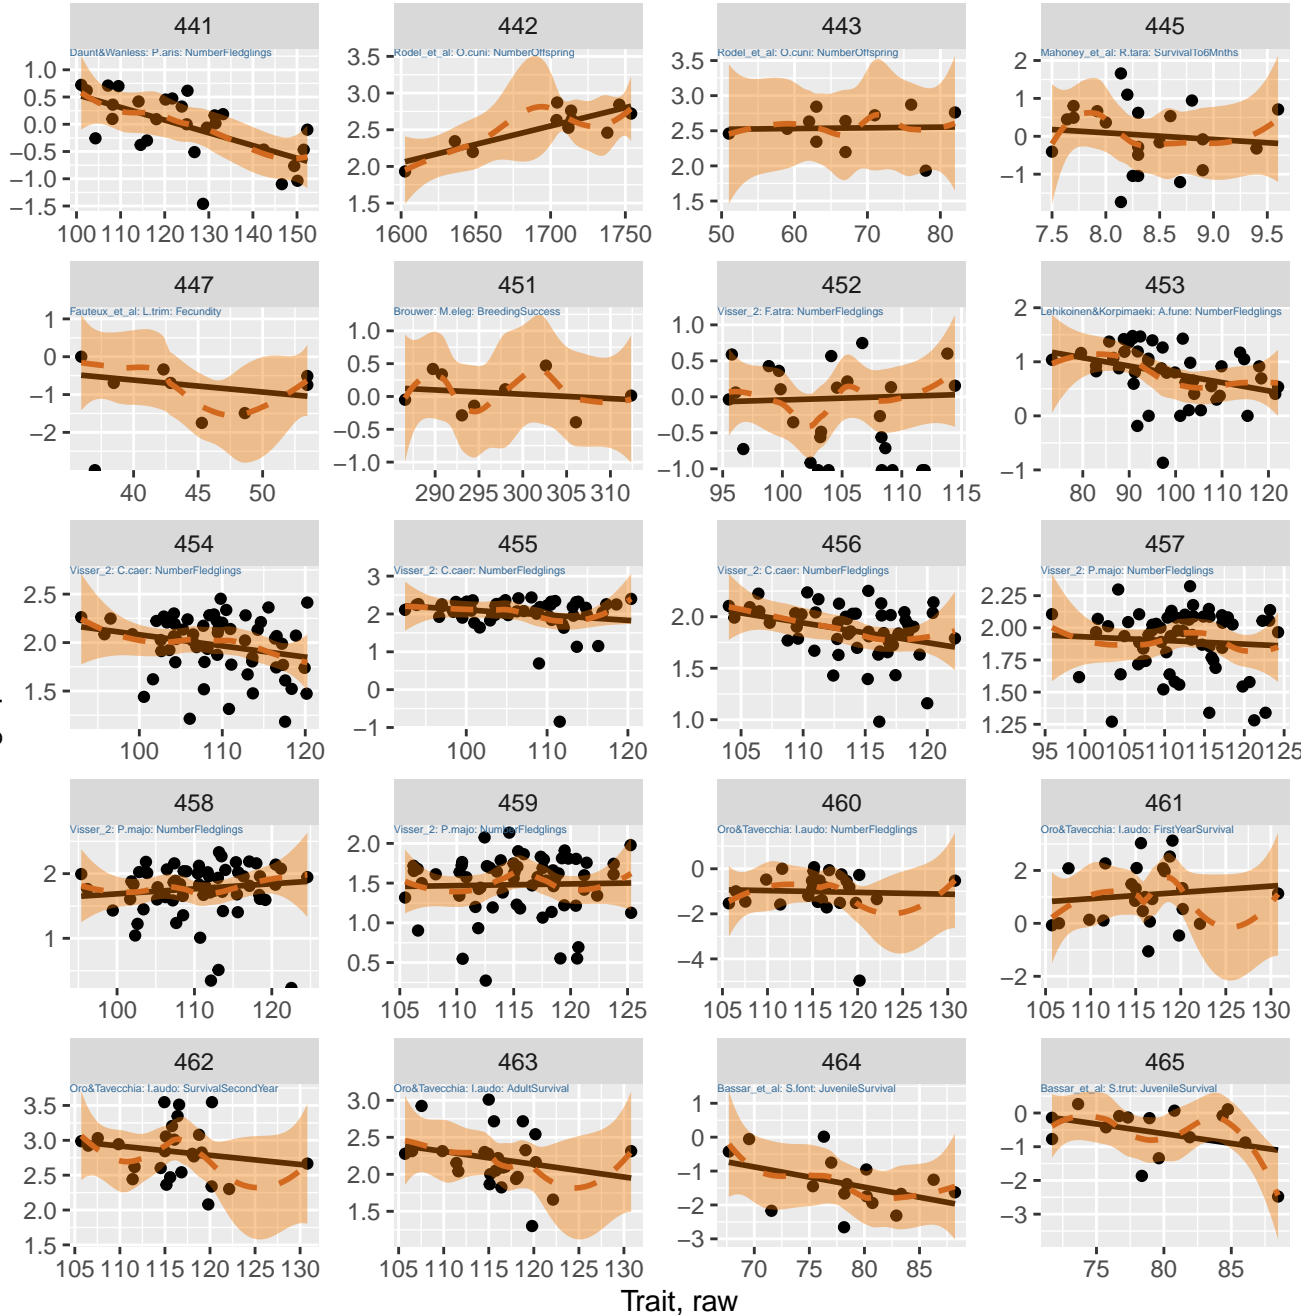 441 442 443 445
Daunt&Wanless: P.aris: NumberFledglings Rodel_et_al: O.cuni: NumberOffspring Rodel_et_al: O.cuni: NumberOffspring Mahoney_et_al: R.tara: SurvivalTo6Mnths
1.0 0.5 0.0 −0.5 −1.0 −1.5
3.5 3.0 2.5 2.0 1.5
3.5 3.0 2.5 2.0 1.5
2 1 0 −1
100 110 120 130 140 150 1600 1650 1700 1750 50 60 70 80 7.5 8.0 8.5 9.0 9.5
447 451 452 453
Fauteux_et_al: L.trim: Fecundity Brouwer: M.eleg: BreedingSuccess Visser_2: F.atra: NumberFledglings Lehikoinen&Korpimaeki: A.fune: NumberFledglings
1 0 −1 −2
1.0 0.5 0.0 −0.5 −1.0
1.0 0.5 0.0 −0.5 −1.0
2 1 0 −1
40 45 50 290 295 300 305 310 95 100 105 110 115 80 90 100 110 120
454 455 456 457
Visser_2: C.caer: NumberFledglings Visser_2: C.caer: NumberFledglings Visser_2: C.caer: NumberFledglings Visser_2: P.majo: NumberFledglings
2.5 2.0 1.5
3 2 1 0 −1
2.0 1.5 1.0
2.25 2.00 1.75 1.50 1.25
100 110 120 100 110 120 105 110 115 120 95 100 105 110 115 120 125
458 459 460 461
Visser_2: P.majo: NumberFledglings Visser_2: P.majo: NumberFledglings Oro&Tavecchia: I.audo: NumberFledglings Oro&Tavecchia: I.audo: FirstYearSurvival
2 1
2.0 1.5 1.0 0.5
0 −2 −4
2 0 −2
100 110 120 105 110 115 120 125 105 110 115 120 125 130 105 110 115 120 125 130
462 463 464 465
Oro&Tavecchia: I.audo: SurvivalSecondYear Oro&Tavecchia: I.audo: AdultSurvival Bassar_et_al: S.font: JuvenileSurvival Bassar_et_al: S.trut: JuvenileSurvival
3.5 3.0 2.5 2.0 1.5
3.0 2.5 2.0 1.5
1 0 −1 −2 −3
0 −1 −2 −3
105 110 115 120 125 130 105 110 115 120 125 130 70 75 80 85 75 80 85
Trait, raw